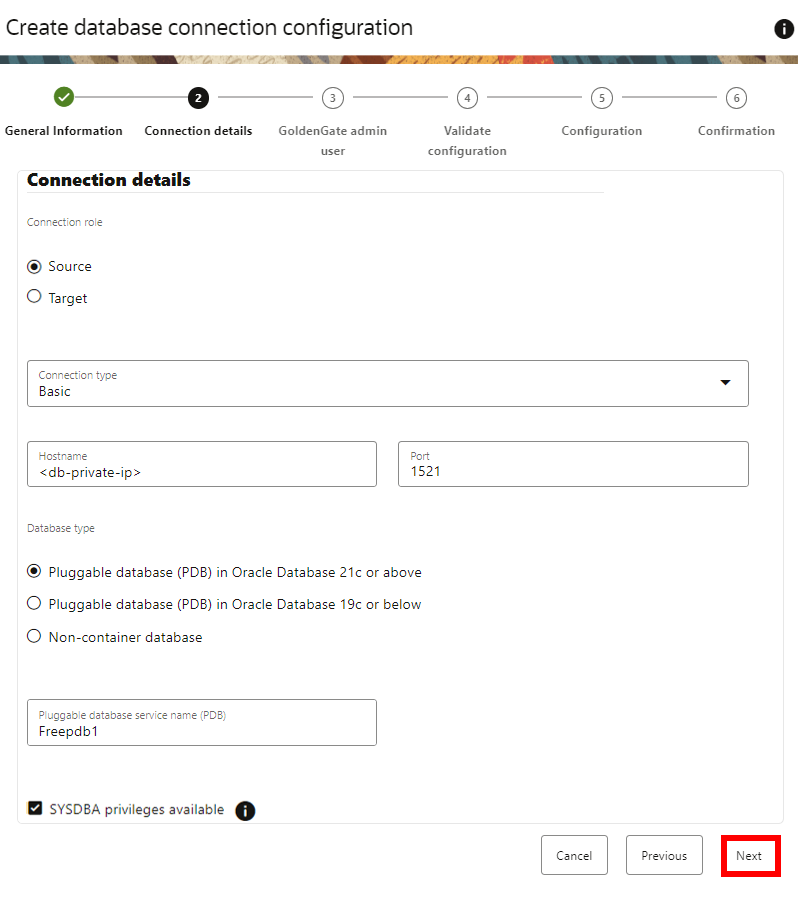 Create database connection configuration
i
2
3
4
5
6
General Information
Connection details
GoldenGate admin
user
Validate
configuration
Configuration
Confirmation
Connection details
Connection role
Source
Target
Connection type
Basic
Hostname
<db-private-ip>
Port
1521
Database type
Pluggable database (PDB) in Oracle Database 21c or above
Pluggable database (PDB) in Oracle Database 19c or below
Non-container database
Pluggable database service name (PDB)
Freepdb1
SYSDBA privileges available
i
Cancel
Previous
Next